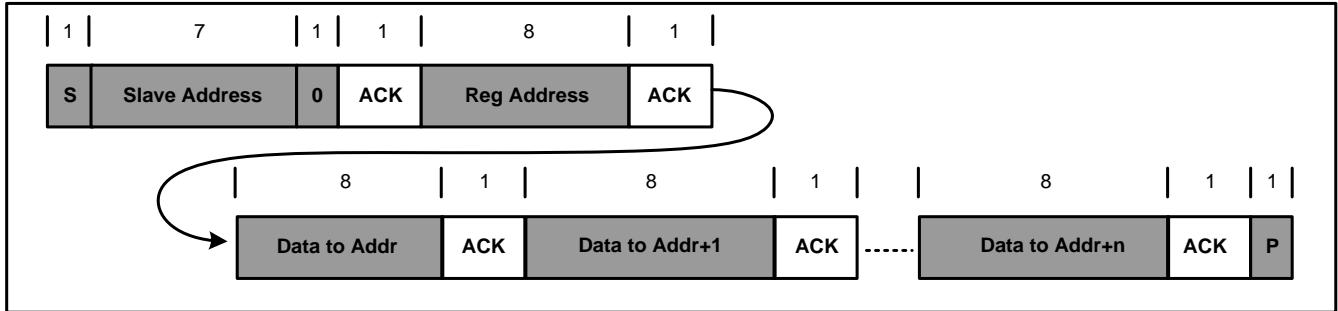 1 7 1 1 8 1
S Slave Address 0 ACK Reg Address ACK
8 1 8 1 8 1 1
Data to Addr ACK Data to Addr+1 ACK Data to Addr+n ACK P